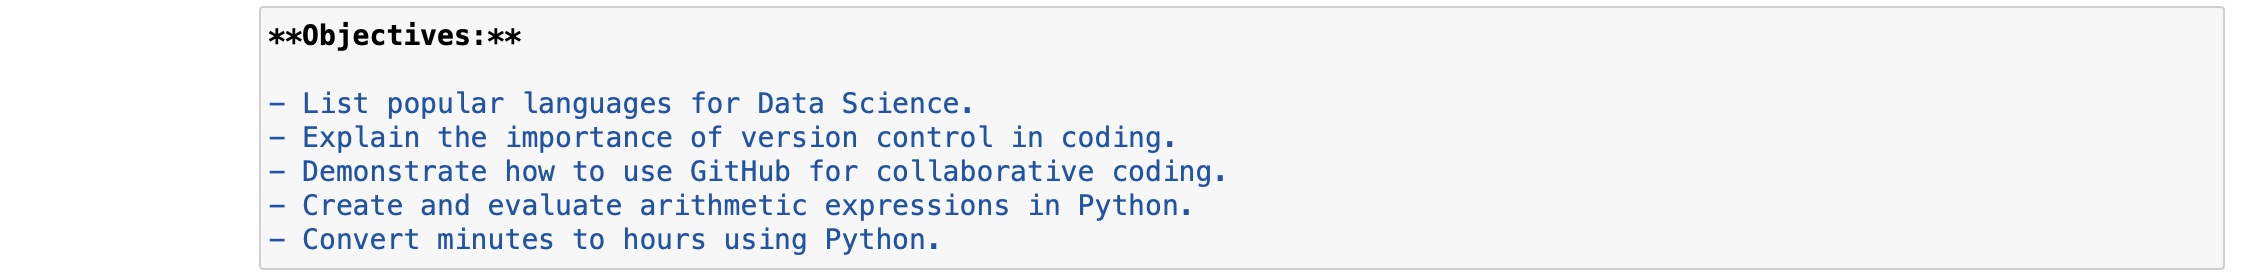 **Objectives:**
- List popular languages for Data Science.
- Explain the importance of version control in coding.
- Demonstrate how to use GitHub for collaborative coding.
- Create and evaluate arithmetic expressions in Python.
- Convert minutes to hours using Python.